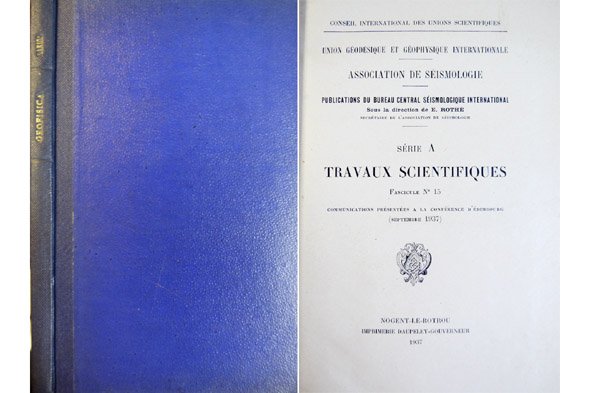 GEOFISICA
CONSEIL INTERNATIONAL DES UNIONS SCIENTIFIQUES
UNION GÉODÉSIQUE ET GÉOPHYSIQUE INTERNATIONALE
ASSOCIATION DE SÉISMOLOGIE
PUBLICATIONS DU BUREAU CENTRAL SÉISMOLOGIQUE INTERNATIONAL
Sous la direction de E. ROTHÉ
SECRÉTAIRE DE L'ASSOCIATION DE SÉISMOLOGIE
SÉRIE A
TRAVAUX SCIENTIFIQUES
FASCICULE Nº 15
COMMUNICATIONS PRÉSENTÉES A LA CONFÉRENCE D'ÉDIMBOURG
(SEPTEMBRE 1937)
NOGENT-LE-ROTROU
IMPRIMERIE DAUPELEY-GOUVERNEUR
1937